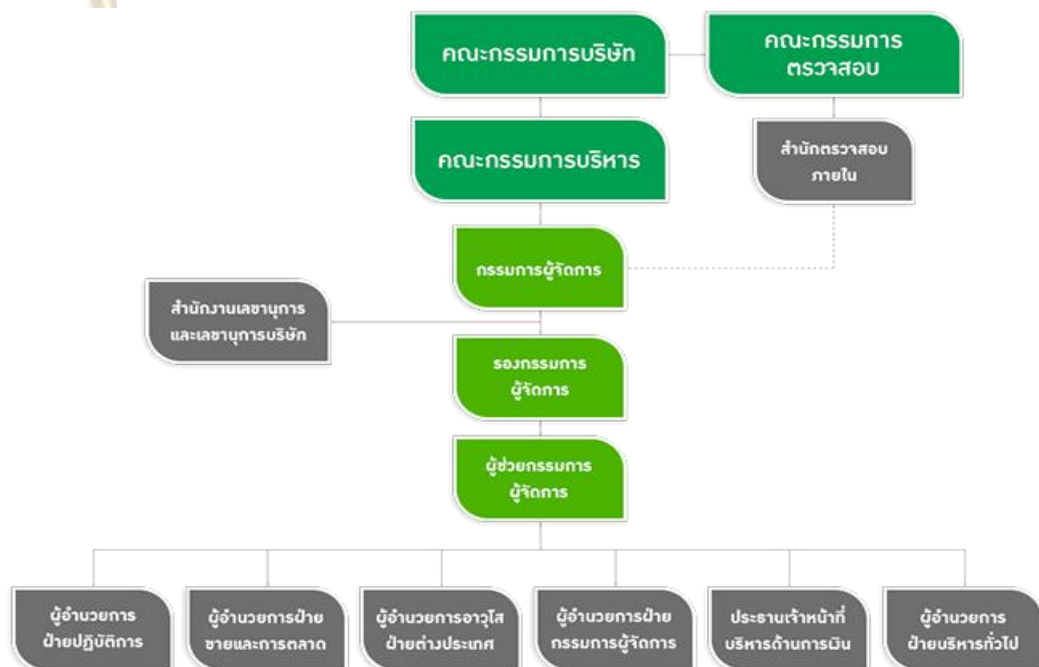 คณะกรรมการบริษัท
คณะกรรมการ
ตรวจสอบ
คณะกรรมการบริหาร
สำนักตรวจสอบ
ภายใน
กรรมการผู้จัดการ
สำนักงานเลขานุการ
และเลขานุการบริษัท
รองกรรมการ
ผู้จัดการ
ผู้ช่วยกรรมการ
ผู้จัดการ
ผู้อำนวยการ
ฝ่ายปฏิบัติการ
ผู้อำนวยการฝ่าย
ขายและการตลาด
ผู้อำนวยการอาวุโส
ฝ่ายต่างประเทศ
ผู้อำนวยการฝ่าย
กรรมการผู้จัดการ
ประธานเจ้าหน้าที่
บริหารด้านการเงิน
ผู้อำนวยการ
ฝ่ายบริหารทั่วไป